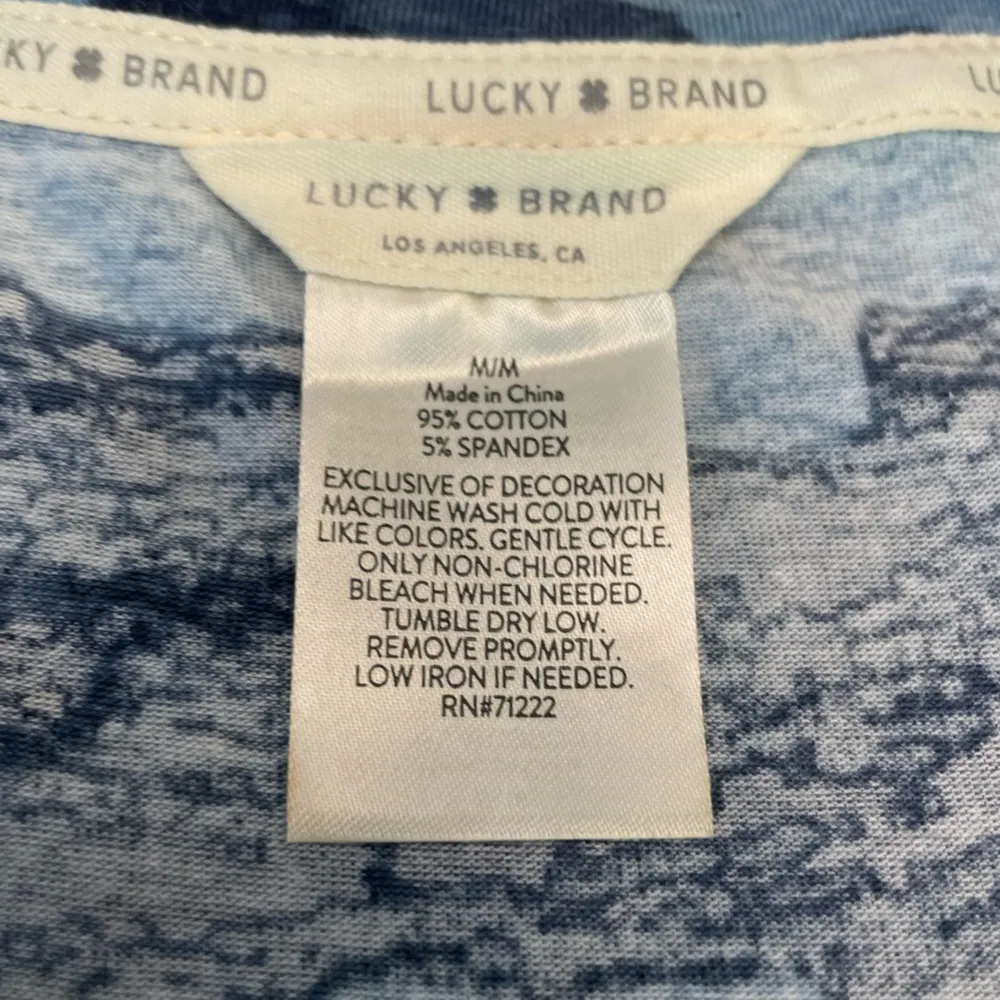 KY BRAND LUCKY BRAND LU
LUCKY BRAND
LOS ANGELES, CA
M/M
Made in China
95% COTTON
5% SPANDEX
EXCLUSIVE OF DECORATION
MACHINE WASH COLD WITH
LIKE COLORS. GENTLE CYCLE.
ONLY NON-CHLORINE
BLEACH WHEN NEEDED.
TUMBLE DRY LOW.
REMOVE PROMPTLY.
LOW IRON IF NEEDED.
RN#71222